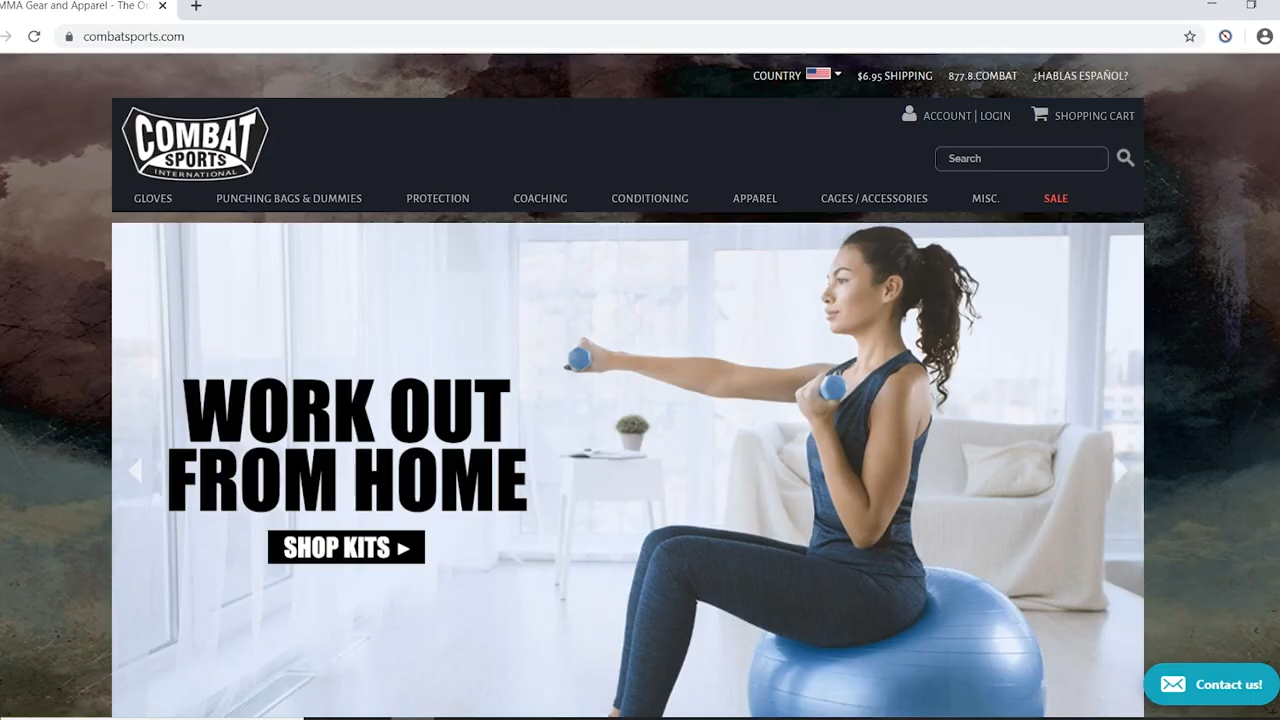 MMA Gear and Apparel - The O
combatsports.com
COUNTRY $6.95 SHIPPING 877.8.COMBAT ¿HABLAS ESPAÑOL?
COMBAT
SPORTS
INTERNATIONAL
ACCOUNT | LOGIN SHOPPING CART
Search
GLOVES PUNCHING BAGS & DUMMIES PROTECTION COACHING CONDITIONING APPAREL CAGES / ACCESSORIES MISC. SALE
WORK OUT
FROM HOME
SHOP KITS ►
Contact us!